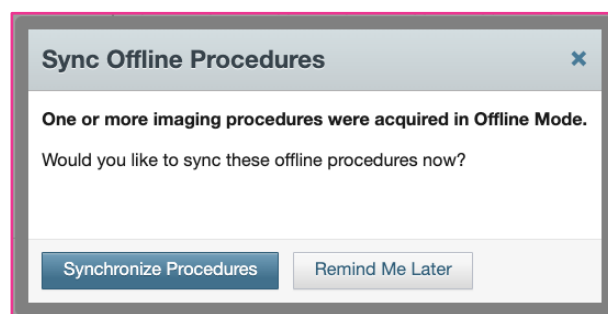 Sync Offline Procedures
One or more imaging procedures were acquired in Offline Mode.
Would you like to sync these offline procedures now?
Synchronize Procedures
Remind Me Later